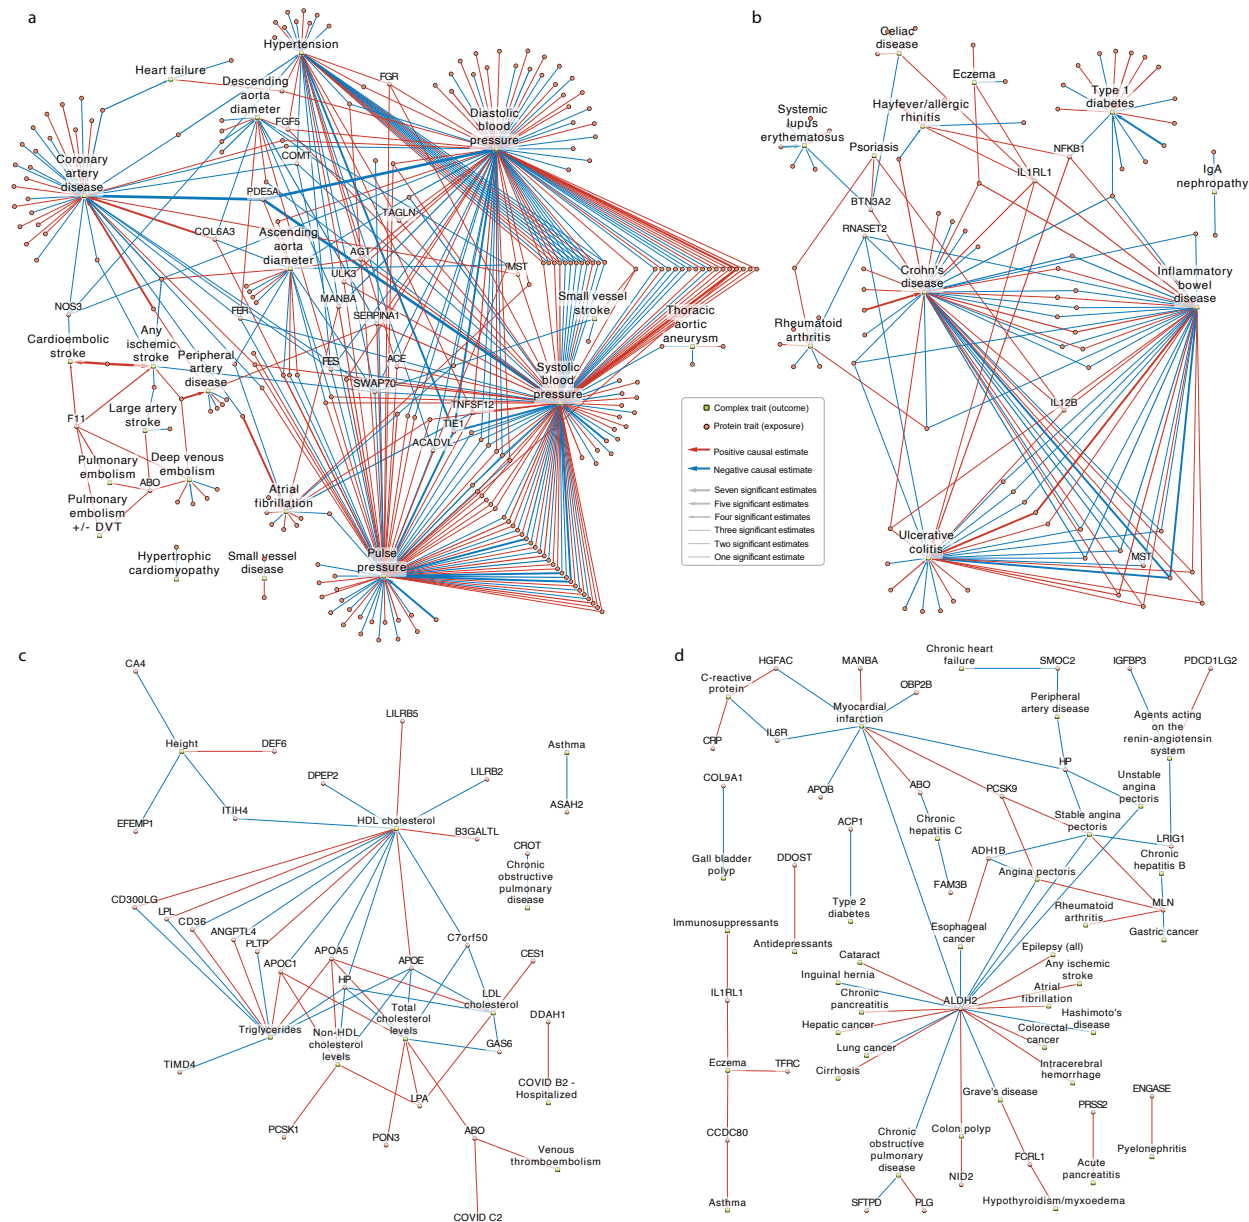 a
Hypertension
Heart failure
FGR
Descending
aorta
diameter
Diastolic
blood
pressure
FGF5
Coronary
artery
disease
COMT
PDE5A
TAGLN
COL6A3
Ascending
aorta
diameter
AGT
ULK3
MST
MANBA
NOS3
FER
SERPINA1
Small vessel
stroke
Thoracic
aortic
aneurysm
Cardioembolic
stroke
Any
ischemic
stroke
Peripheral
artery
disease
FES
ACE
SWAP70
Systolic
blood
pressure
TNFSF12
TIE1
ACADVL
F11
Large artery
stroke
Pulmonary
embolism
Deep venous
embolism
ABO
Pulmonary
embolism
+/- DVT
Atrial
fibrillation
Hypertrophic
cardiomyopathy
Small vessel
disease
Pulse
pressure
Complex trait (outcome)
Protein trait (exposure)
Positive causal estimate
Negative causal estimate
Seven significant estimates
Five significant estimates
Four significant estimates
Three significant estimates
Two significant estimates
One significant estimate
b
Celiac
disease
Eczema
Type 1
diabetes
Systemic
lupus
erythematosus
Hayfever/allergic
rhinitis
Psoriasis
NFKB1
IL1RL1
IgA
nephropathy
BTN3A2
RNASET2
Crohn's
disease
Inflammatory
bowel
disease
Rheumatoid
arthritis
IL12B
Ulcerative
colitis
MST
c
CA4
LILRB5
Height
DEF6
Asthma
DPEP2
LILRB2
ITIH4
ASAH2
EFEMP1
HDL cholesterol
B3GALTL
CROT
Chronic
obstructive
pulmonary
disease
CD300LG
LPL
CD36
ANGPTL4
PLTP
C7orf50
APOA5
APOC1
APOE
CES1
HP
LDL
cholesterol
Triglycerides
Non-HDL
cholesterol
levels
Total
cholesterol
levels
DDAH1
GAS6
TIMD4
COVID B2 -
Hospitalized
LPA
PCSK1
PON3
ABO
Venous
thromboembolism
COVID C2
d
HGFAC
MANBA
Chronic heart
failure
SMOC2
IGFBP3
PDCD1LG2
C-reactive
protein
OBP2B
Myocardial
infarction
Peripheral
artery disease
Agents acting
on the
renin-angiotensin
system
CRP
IL6R
HP
COL9A1
APOB
ABO
PCSK9
Unstable
angina
pectoris
Chronic
hepatitis C
Stable angina
pectoris
ACP1
LRIG1
Gall bladder
polyp
DDOST
ADH1B
Chronic
hepatitis B
Angina pectoris
FAM3B
Type 2
diabetes
MLN
Rheumatoid
arthritis
Gastric cancer
Immunosuppressants
Antidepressants
Esophageal
cancer
Cataract
Epilepsy (all)
Inguinal hernia
Any ischemic
stroke
IL1RL1
Chronic
pancreatitis
ALDH2
Atrial
fibrillation
Hepatic cancer
Hashimoto's
disease
Colorectal
cancer
Lung cancer
Eczema
TFRC
Cirrhosis
Intracerebral
hemorrhage
Grave's disease
PRSS2
ENGASE
CCDC80
Chronic
obstructive
pulmonary
disease
Colon polyp
FCRL1
Acute
pancreatitis
Pyelonephritis
NID2
Asthma
SFTPD
PLG
Hypothyroidism/myxoedema